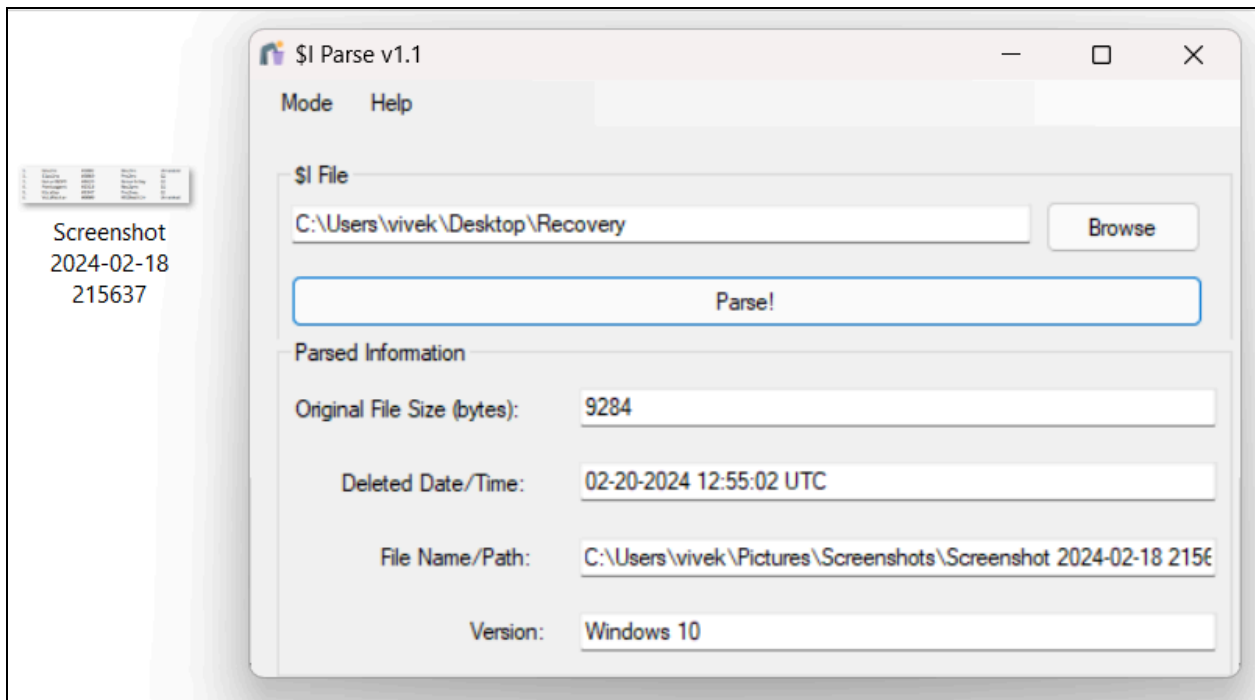 $I Parse v1.1
Mode Help
Screenshot
2024-02-18
215637
$I File
C:\Users\vivek\Desktop\Recovery
Browse
Parse!
Parsed Information
Original File Size (bytes): 9284
Deleted Date/Time: 02-20-2024 12:55:02 UTC
File Name/Path: C:\Users\vivek\Pictures\Screenshots\Screenshot 2024-02-18 2156
Version: Windows 10